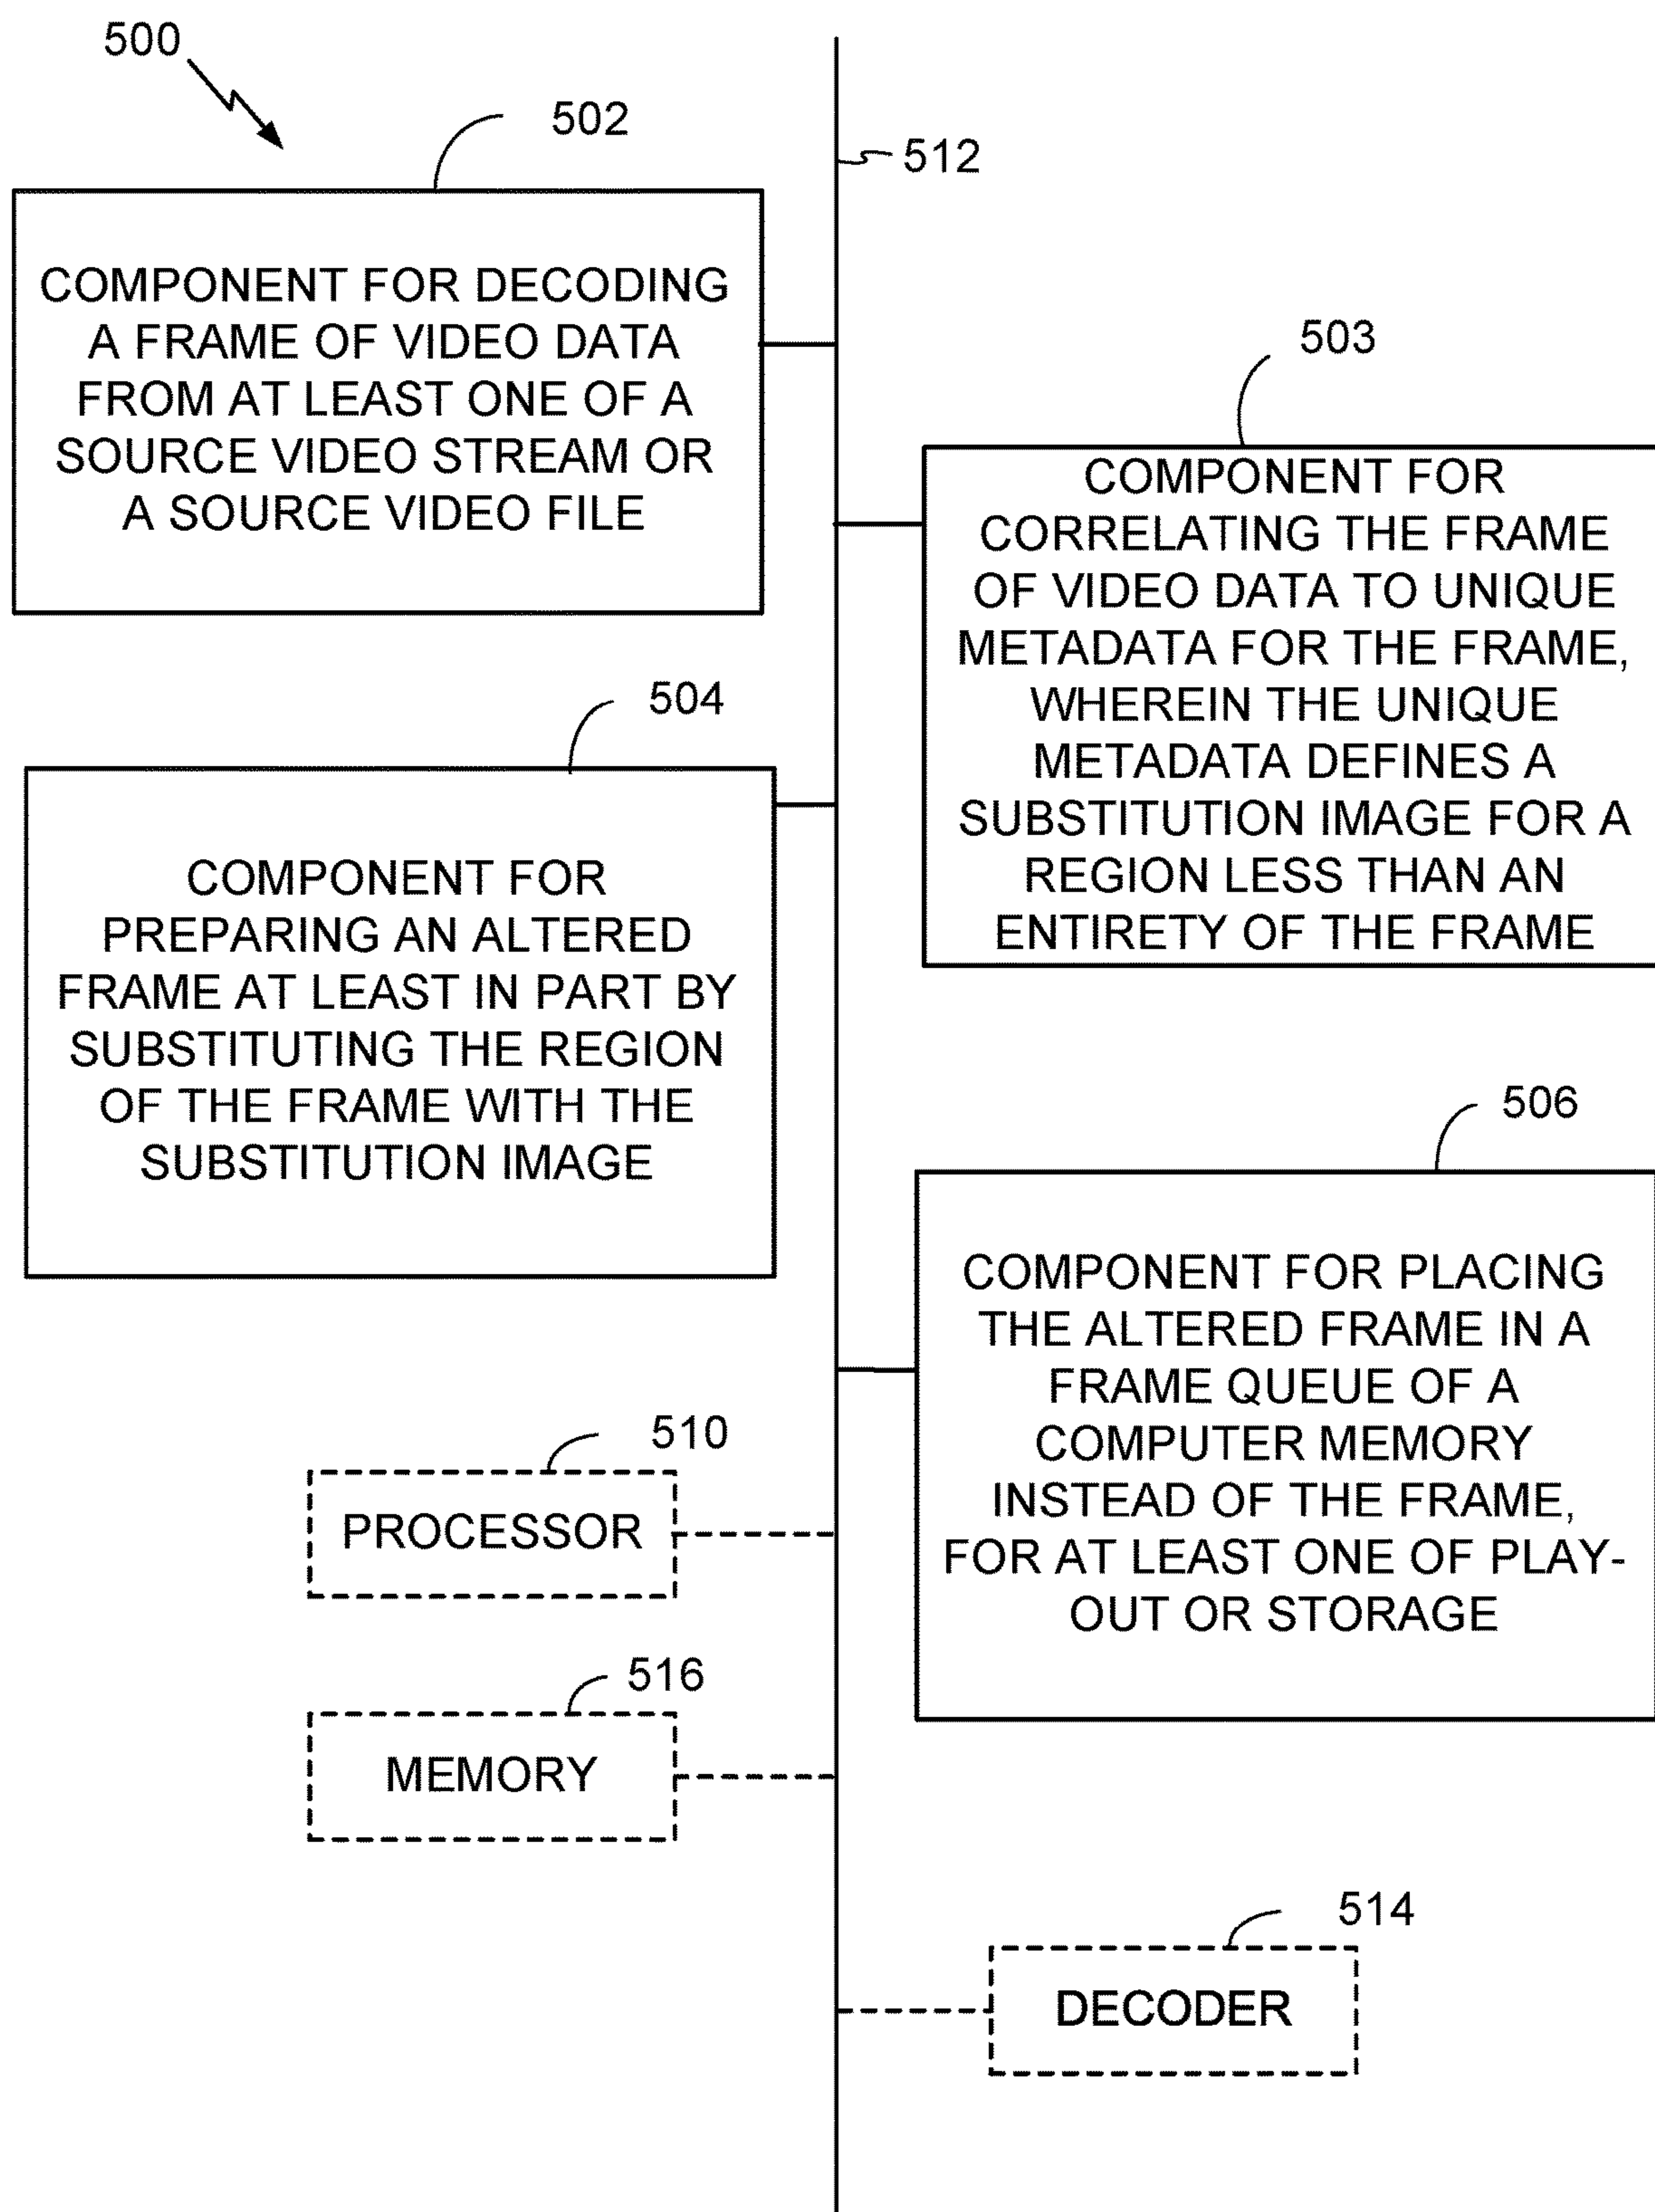 500
502
512
COMPONENT FOR DECODING
A FRAME OF VIDEO DATA
FROM AT LEAST ONE OF A
SOURCE VIDEO STREAM OR
A SOURCE VIDEO FILE
503
COMPONENT FOR
CORRELATING THE FRAME
OF VIDEO DATA TO UNIQUE
METADATA FOR THE FRAME,
WHEREIN THE UNIQUE
METADATA DEFINES A
SUBSTITUTION IMAGE FOR A
REGION LESS THAN AN
ENTIRETY OF THE FRAME
504
COMPONENT FOR
PREPARING AN ALTERED
FRAME AT LEAST IN PART BY
SUBSTITUTING THE REGION
OF THE FRAME WITH THE
SUBSTITUTION IMAGE
506
COMPONENT FOR PLACING
THE ALTERED FRAME IN A
FRAME QUEUE OF A
COMPUTER MEMORY
INSTEAD OF THE FRAME,
FOR AT LEAST ONE OF PLAY-
OUT OR STORAGE
510
PROCESSOR
516
MEMORY
514
DECODER